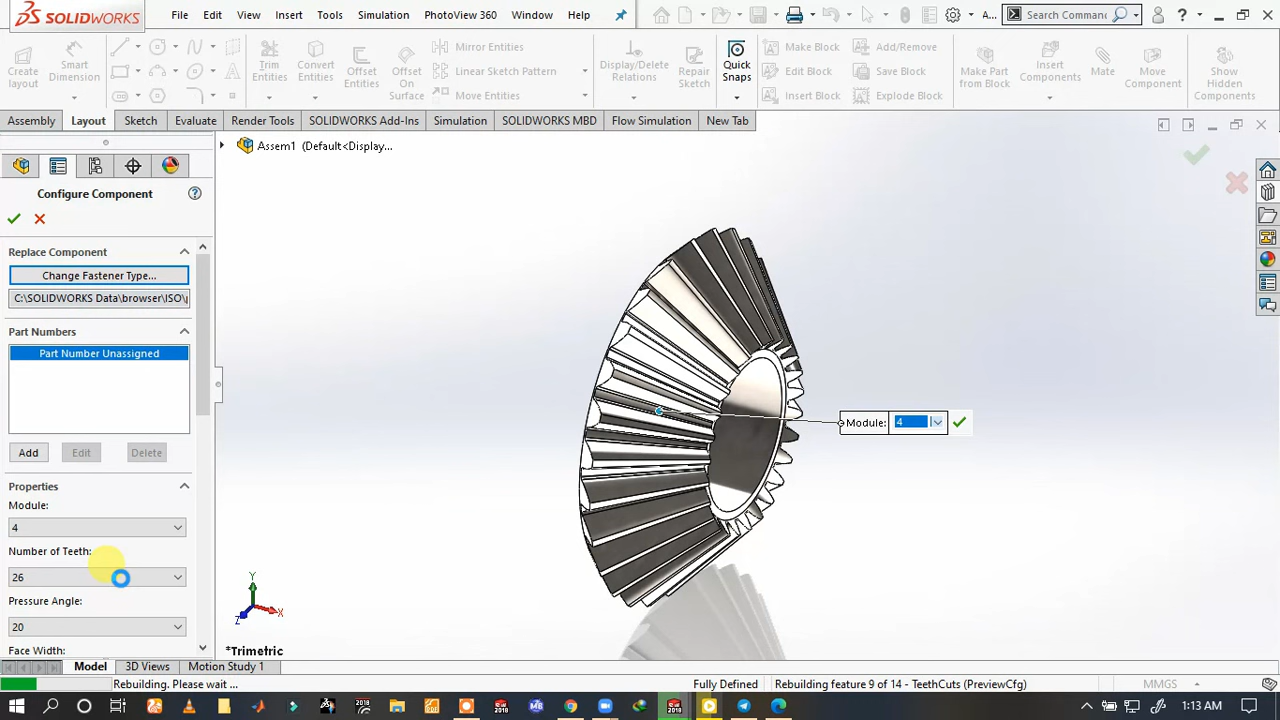 SOLIDWORKS File Edit View Insert Tools Simulation PhotoView 360 Window Help A... Search Comman
Create layout
Smart Dimension
Trim Entities
Convert Entities
Offset Entities
Offset On Surface
Mirror Entities
Linear Sketch Pattern
Move Entities
Display/Delete Relations
Repair Sketch
Quick Snaps
Make Block
Edit Block
Insert Block
Add/Remove
Save Block
Explode Block
Make Part from Block
Insert Components
Mate
Move Component
Show Hidden Components
Assembly Layout Sketch Evaluate Render Tools SOLIDWORKS Add-Ins Simulation SOLIDWORKS MBD Flow Simulation New Tab
Assem1 (Default<Display...
Configure Component
Replace Component
Change Fastener Type...
C:\SOLIDWORKS Data\browser\ISO\
Part Numbers
Part Number Unassigned
Add Edit Delete
Properties
Module:
4
Number of Teeth:
26
Pressure Angle:
20
Face Width:
Module: 4
Y
X
Z
*Trimetric
Model 3D Views Motion Study 1
Rebuilding. Please wait ... Fully Defined Rebuilding feature 9 of 14 - TeethCuts (PreviewCfg) MMGS
1:13 AM